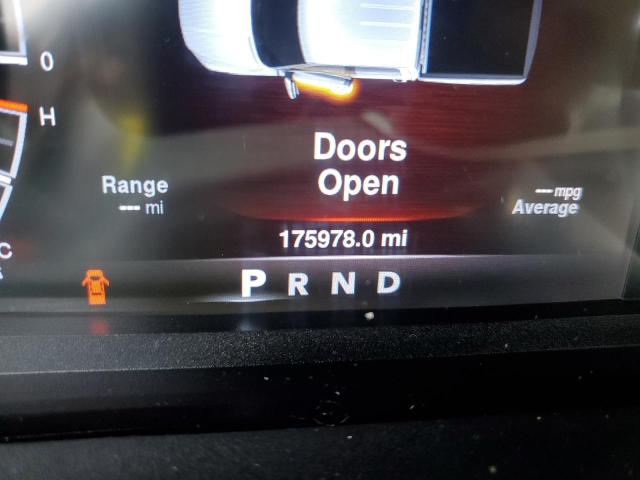 0
H
Doors
Open
Range
--- mi
--- mpg
Average
175978.0 mi
C
P R N D